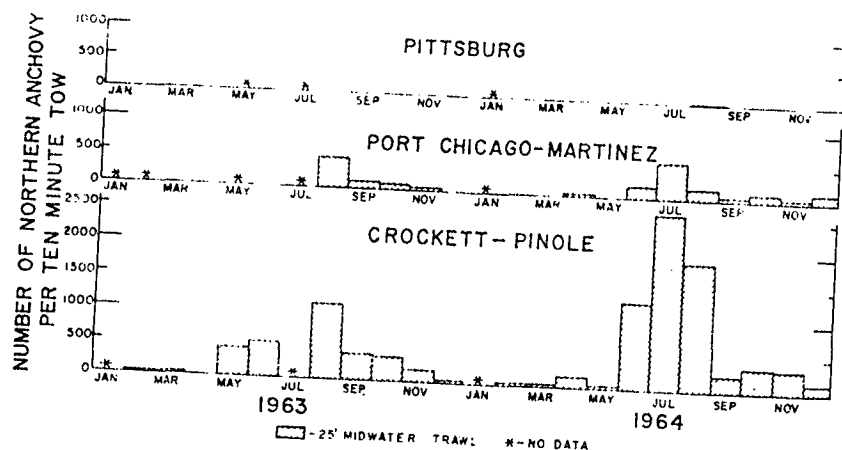 NUMBER OF NORTHERN ANCHOVY
PER TEN MINUTE TOW
1000
500
0
PITTSBURG
*
*
*
JAN MAR MAY JUL SEP NOV JAN MAR MAY JUL SEP NOV
1000
500
0
PORT CHICAGO-MARTINEZ
* * * * *
JAN MAR MAY JUL SEP NOV JAN MAR MAY JUL SEP NOV
2500
2000
1500
1000
500
0
CROCKETT-PINOLE
* * *
JAN MAR MAY JUL SEP NOV JAN MAR MAY JUL SEP NOV
1963 1964
-25' MIDWATER TRAWL *-NO DATA